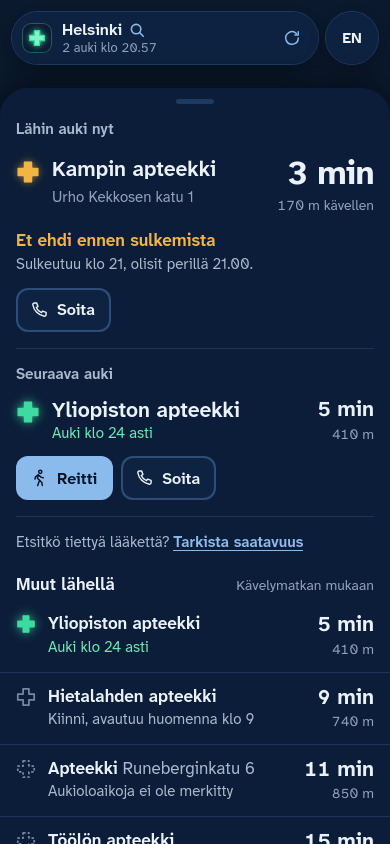 Helsinki
2 auki klo 20.57
EN
Lähin auki nyt
Kampin apteekki
3 min
Urho Kekkosen katu 1
170 m kävellen
Et ehdi ennen sulkemista
Sulkeutuu klo 21, olisit perillä 21.00.
Soita
Seuraava auki
Yliopiston apteekki
5 min
Auki klo 24 asti
410 m
Reitti
Soita
Etsitkö tiettyä lääkettä? Tarkista saatavuus
Muut lähellä
Kävelymatkan mukaan
Yliopiston apteekki
5 min
Auki klo 24 asti
410 m
Hietalahden apteekki
9 min
Kiinni, avautuu huomenna klo 9
740 m
Apteekki Runeberginkatu 6
11 min
Aukioloaikoja ei ole merkitty
850 m
Töölön apteekki
15 min